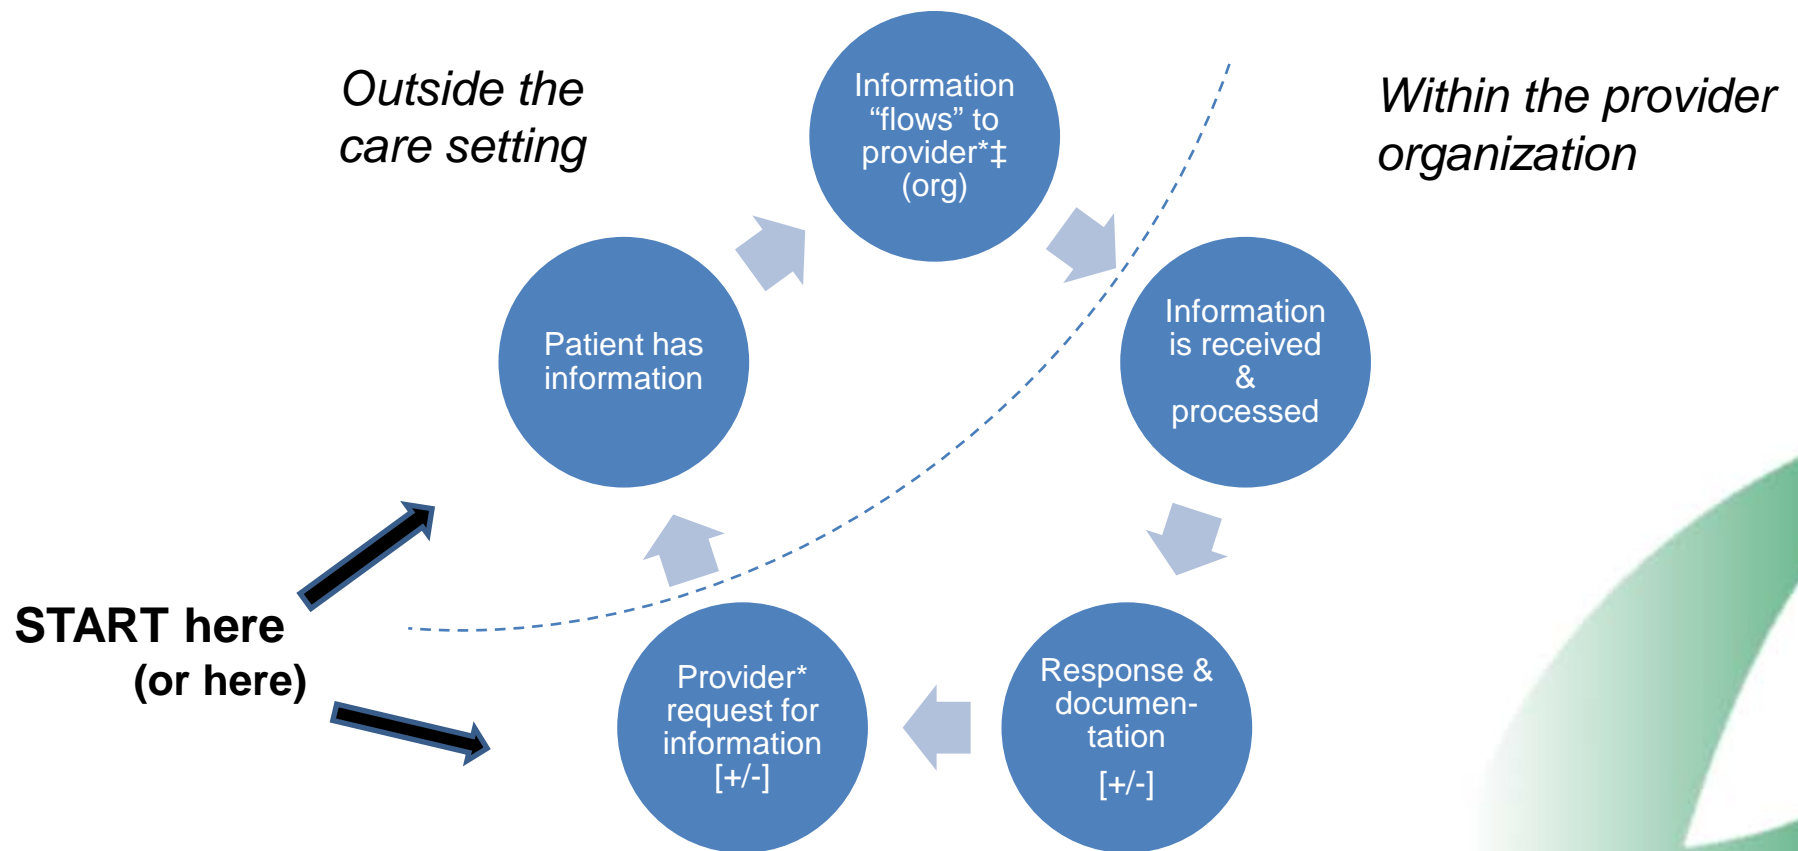 Outside the
care setting
Information
“flows” to
provider*‡
(org)
Within the provider
organization
Patient has
information
Information
is received
&
processed
START here
(or here)
Provider*
request for
information
[+/-]
Response &
documen-
tation
[+/-]